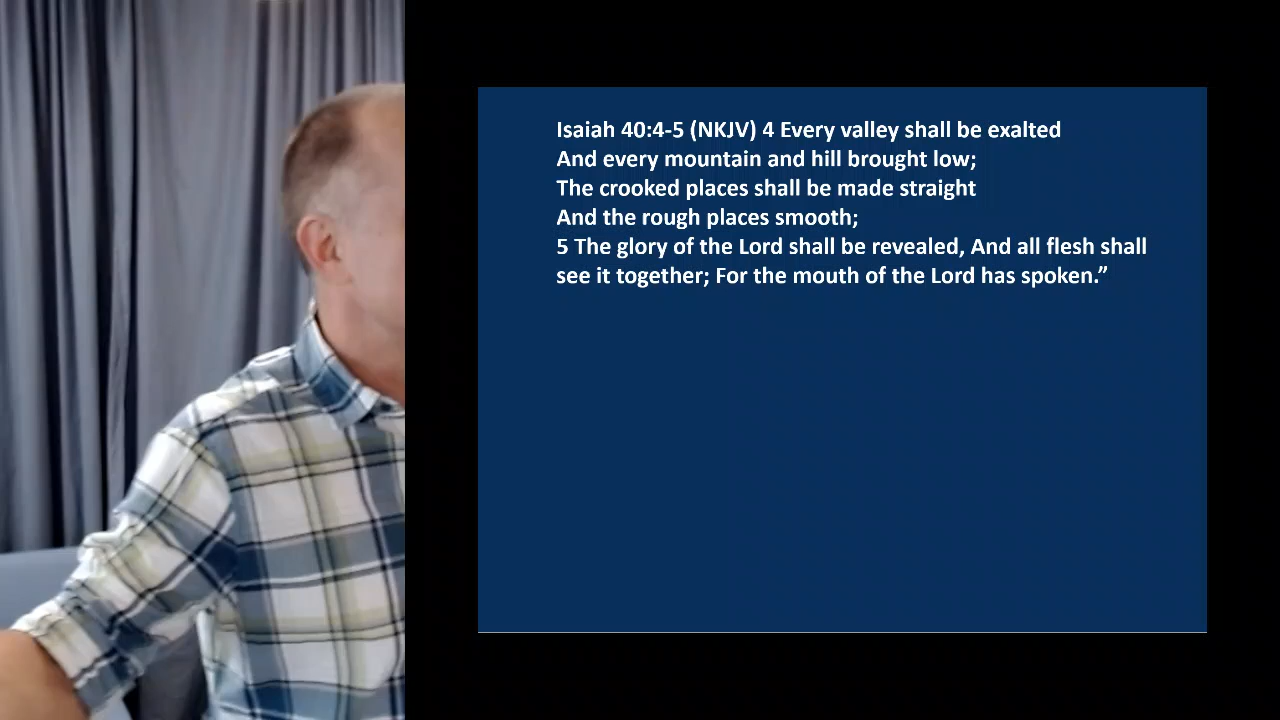 Isaiah 40:4-5 (NKJV) 4 Every valley shall be exalted
And every mountain and hill brought low;
The crooked places shall be made straight
And the rough places smooth;
5 The glory of the Lord shall be revealed, And all flesh shall
see it together; For the mouth of the Lord has spoken.”